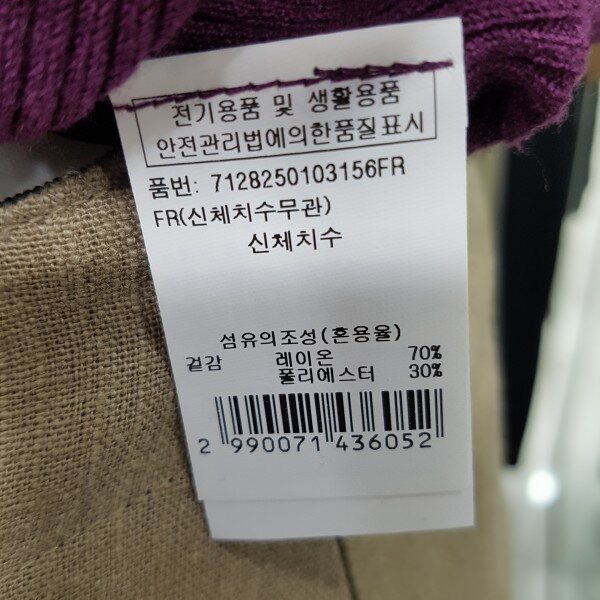 전기용품 및 생활용품
안전관리법에의한품질표시
품번: 7128250103156FR
FR(신체치수무관)
신체치수
섬유의조성(혼용율)
겉감 레이온 70%
폴리에스터 30%
2 990071 436052